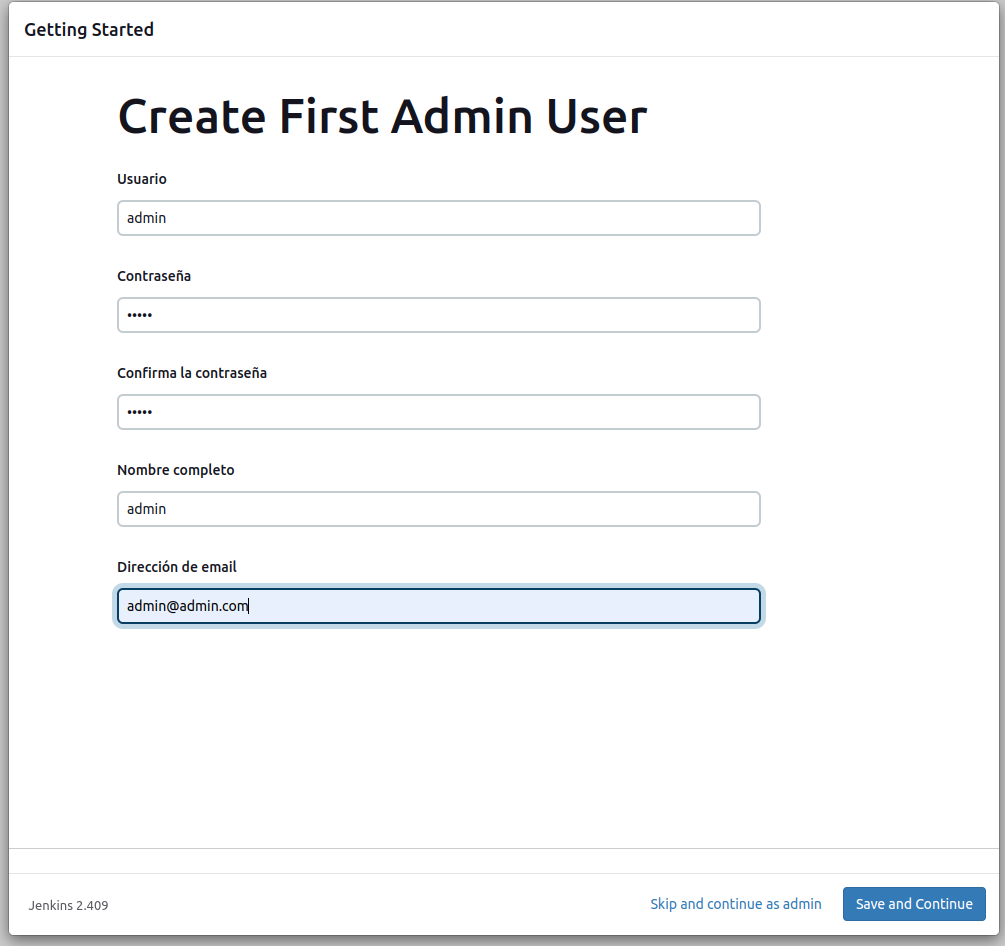 Getting Started
Create First Admin User
Usuario
admin
Contraseña
•••••
Confirma la contraseña
•••••
Nombre completo
admin
Dirección de email
admin@admin.com
Jenkins 2.409
Skip and continue as admin
Save and Continue